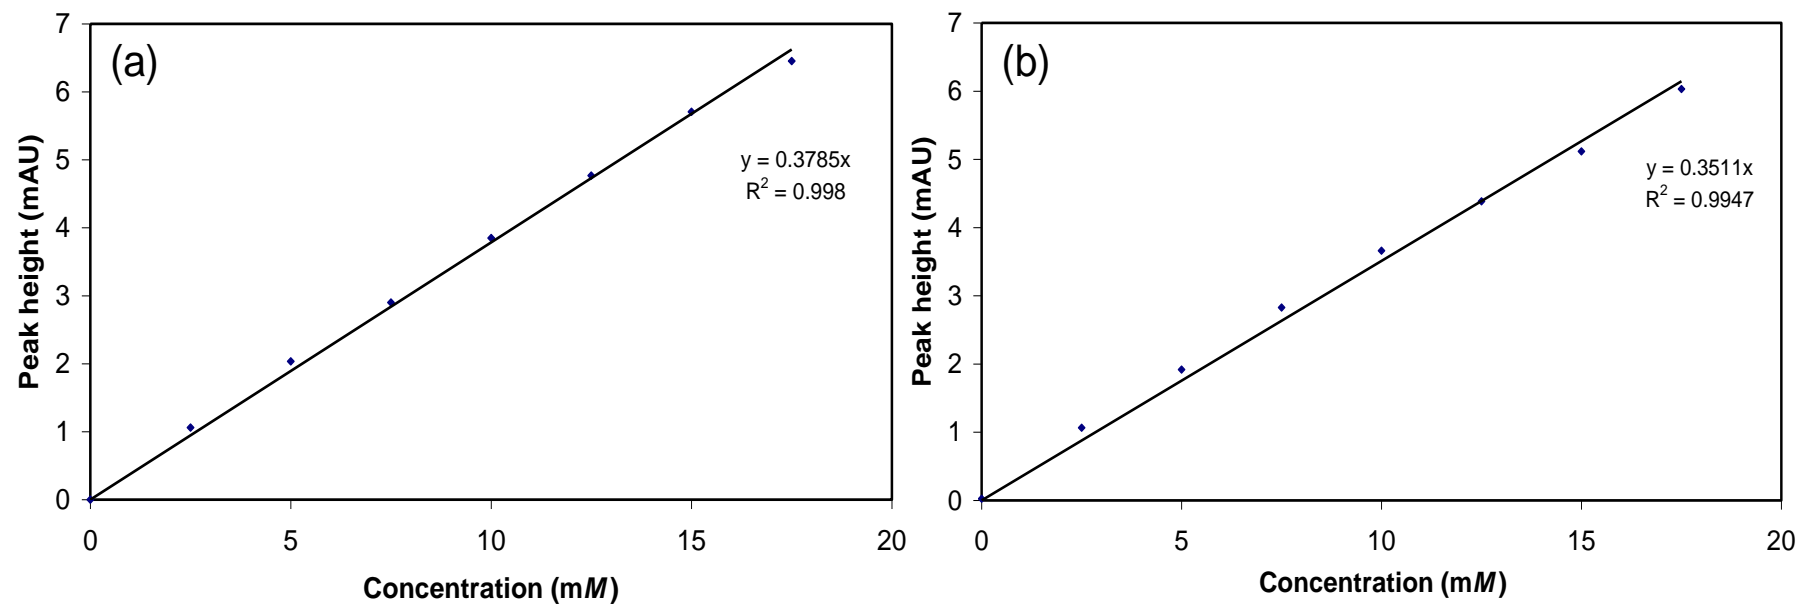 (a)
7
6
5
4
3
2
1
0
Peak height (mAU)
y = 0.3785x
R² = 0.998
0 5 10 15 20
Concentration (mM)
(b)
7
6
5
4
3
2
1
0
Peak height (mAU)
y = 0.3511x
R² = 0.9947
0 5 10 15 20
Concentration (mM)